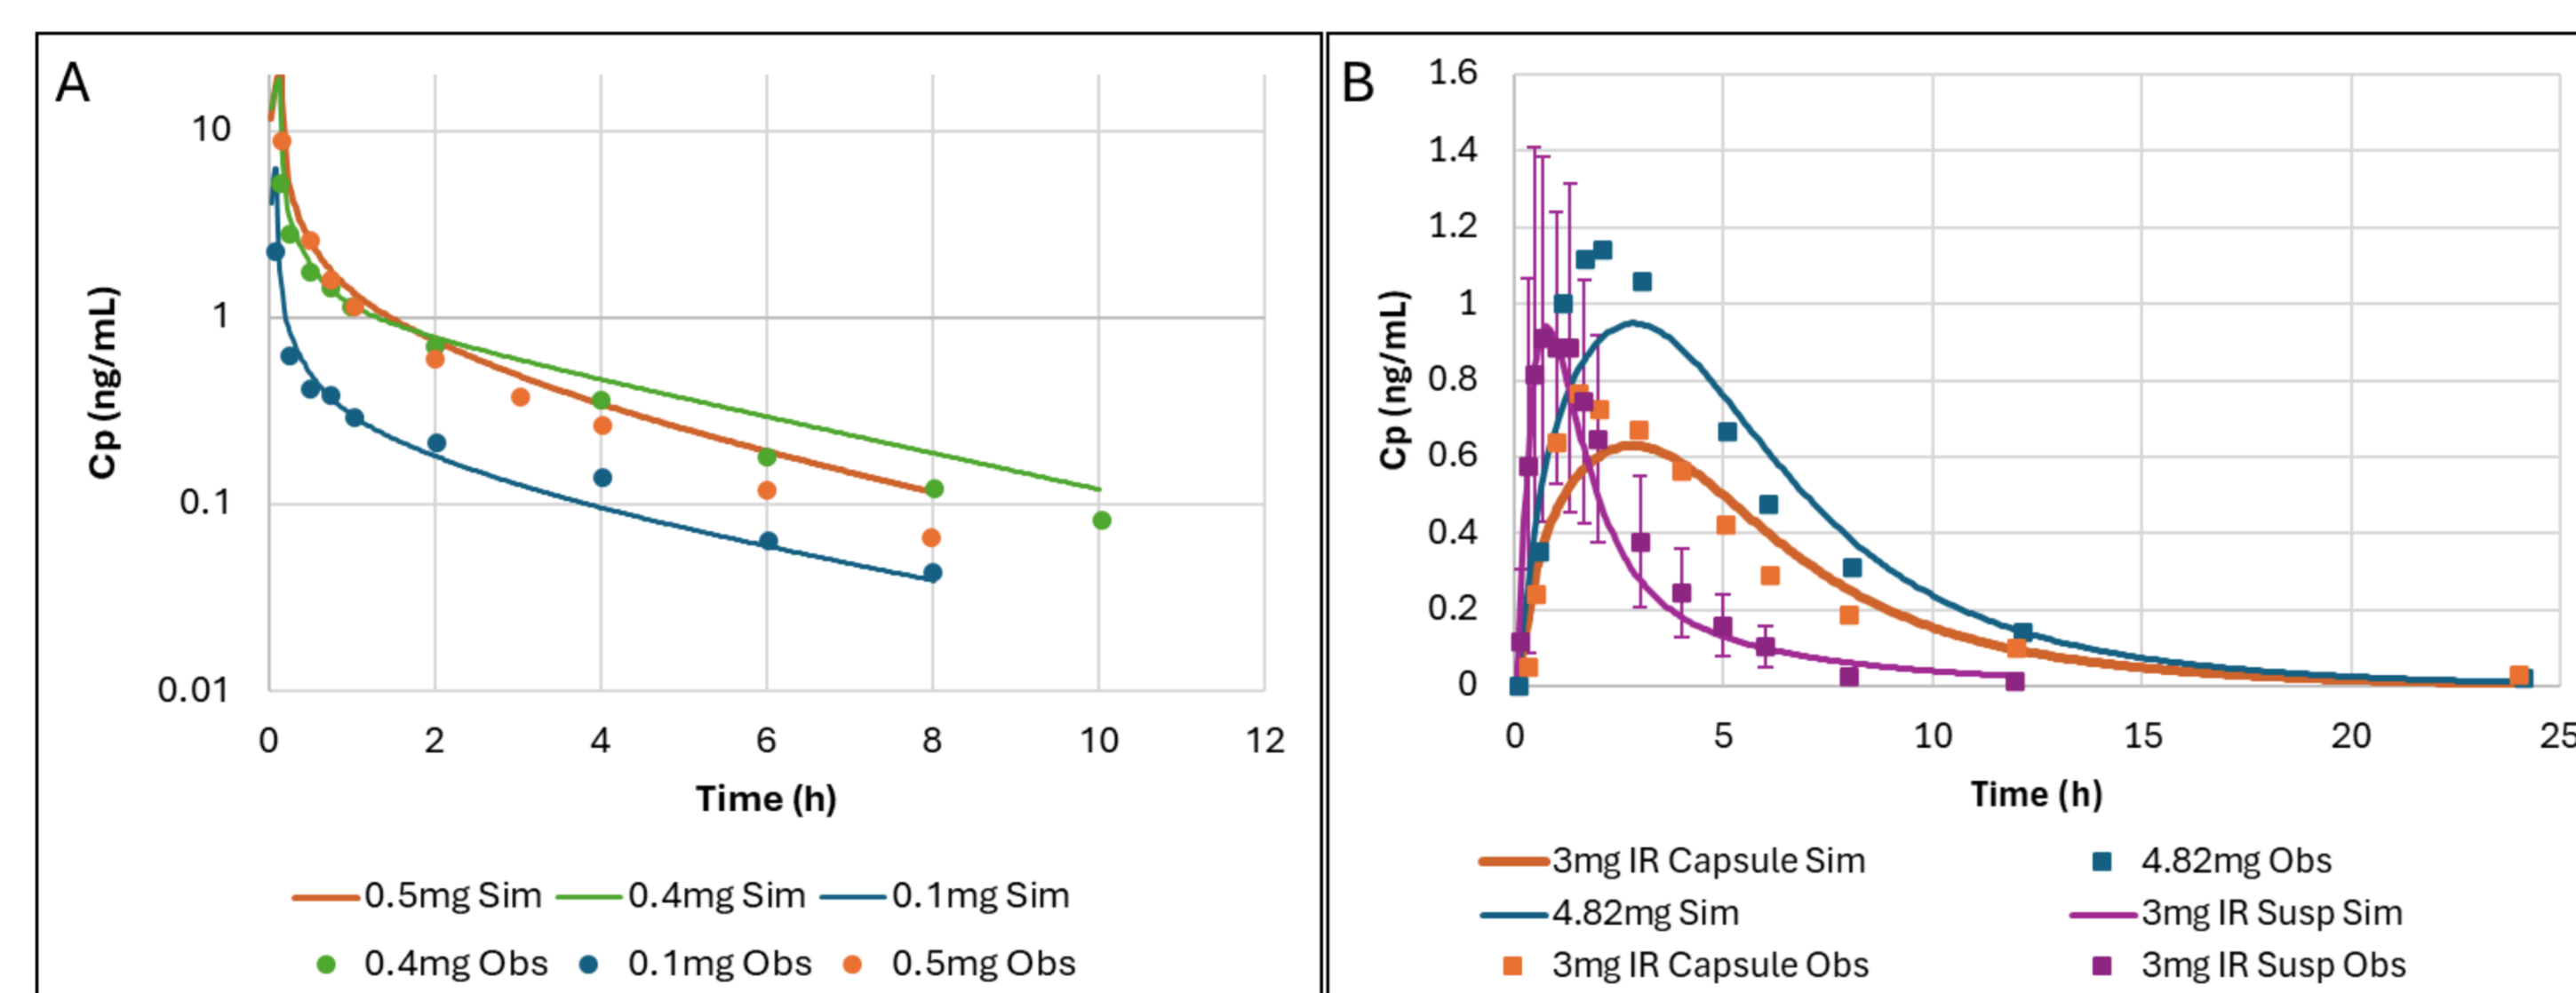 A
10
1
0.1
0.01
Cp (ng/mL)
0 2 4 6 8 10 12
Time (h)
0.5mg Sim 0.4mg Sim 0.1mg Sim
0.4mg Obs 0.1mg Obs 0.5mg Obs
B
1.6
1.4
1.2
1
0.8
0.6
0.4
0.2
0
Cp (ng/mL)
0 5 10 15 20 25
Time (h)
3mg IR Capsule Sim 4.82mg Obs
4.82mg Sim 3mg IR Susp Sim
3mg IR Capsule Obs 3mg IR Susp Obs